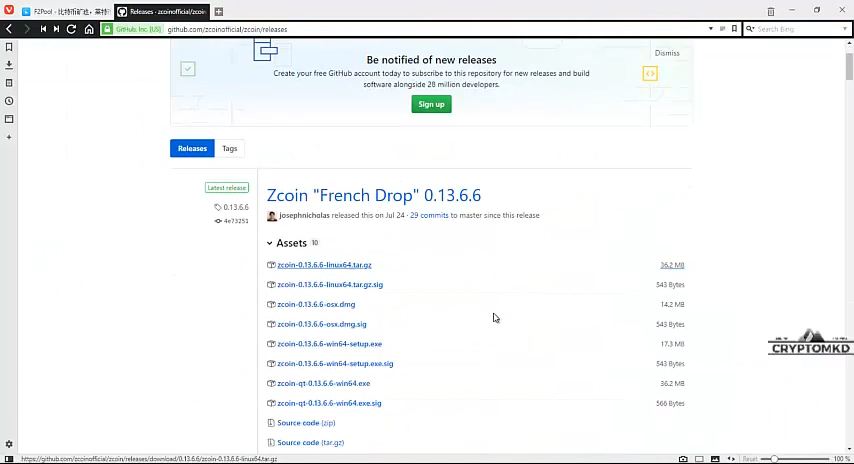 F2Pool - 比特币矿池，莱特币
Releases · zcoinofficial/zcoin
GitHub, Inc. [US]
github.com/zcoinofficial/zcoin/releases
Search Bing
Be notified of new releases
Dismiss
Create your free GitHub account today to subscribe to this repository for new releases and build
software alongside 28 million developers.
Sign up
Releases
Tags
Latest release
Zcoin "French Drop" 0.13.6.6
0.13.6.6
4e73251
josephnicholas released this on Jul 24 · 29 commits to master since this release
Assets 10
zcoin-0.13.6.6-linux64.tar.gz 36.2 MB
zcoin-0.13.6.6-linux64.tar.gz.sig 543 Bytes
zcoin-0.13.6.6-osx.dmg 14.2 MB
zcoin-0.13.6.6-osx.dmg.sig 543 Bytes
zcoin-0.13.6.6-win64-setup.exe 17.3 MB
zcoin-0.13.6.6-win64-setup.exe.sig 543 Bytes
zcoin-qt-0.13.6.6-win64.exe 36.2 MB
zcoin-qt-0.13.6.6-win64.exe.sig 566 Bytes
Source code (zip)
Source code (tar.gz)
CRYPTOMKD
https://github.com/zcoinofficial/zcoin/releases/download/0.13.6.6/zcoin-0.13.6.6-linux64.tar.gz
Reset
100 %